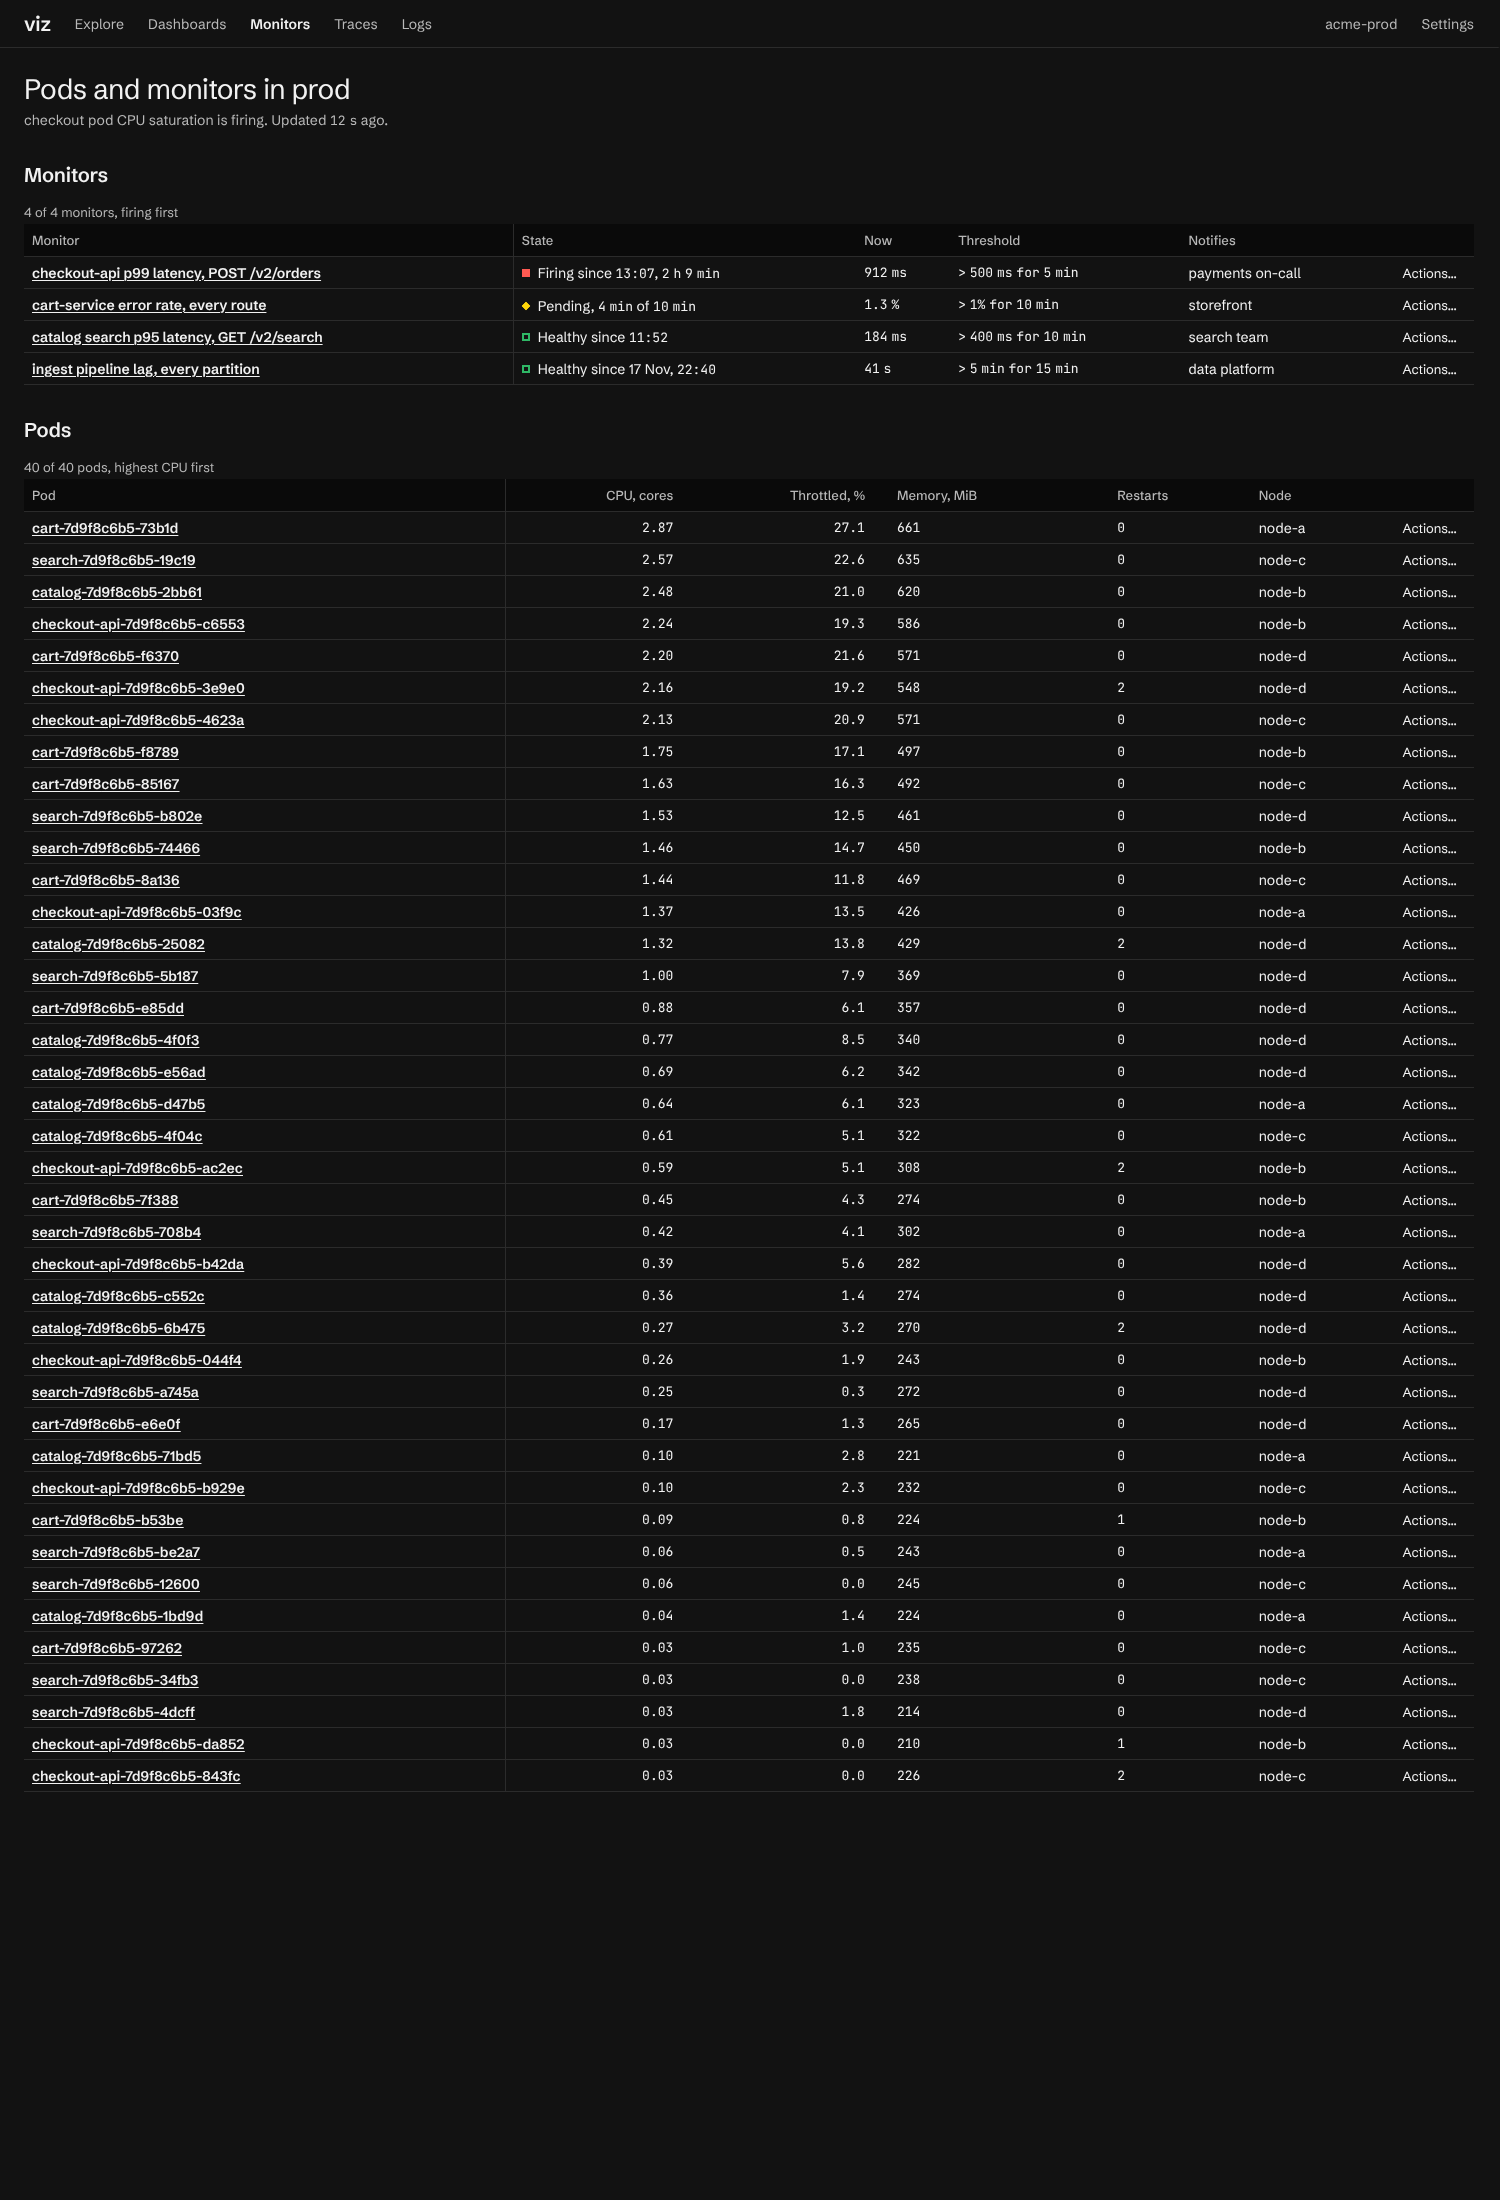 viz Explore Dashboards Monitors Traces Logs acme-prod Settings
Pods and monitors in prod
checkout pod CPU saturation is firing. Updated 12 s ago.
Monitors
4 of 4 monitors, firing first
Monitor State Now Threshold Notifies
checkout-api p99 latency, POST /v2/orders Firing since 13:07, 2 h 9 min 912 ms > 500 ms for 5 min payments on-call Actions…
cart-service error rate, every route Pending, 4 min of 10 min 1.3 % > 1% for 10 min storefront Actions…
catalog search p95 latency, GET /v2/search Healthy since 11:52 184 ms > 400 ms for 10 min search team Actions…
ingest pipeline lag, every partition Healthy since 17 Nov, 22:40 41 s > 5 min for 15 min data platform Actions…
Pods
40 of 40 pods, highest CPU first
Pod CPU, cores Throttled, % Memory, MiB Restarts Node
cart-7d9f8c6b5-73b1d 2.87 27.1 661 0 node-a Actions…
search-7d9f8c6b5-19c19 2.57 22.6 635 0 node-c Actions…
catalog-7d9f8c6b5-2bb61 2.48 21.0 620 0 node-b Actions…
checkout-api-7d9f8c6b5-c6553 2.24 19.3 586 0 node-b Actions…
cart-7d9f8c6b5-f6370 2.20 21.6 571 0 node-d Actions…
checkout-api-7d9f8c6b5-3e9e0 2.16 19.2 548 2 node-d Actions…
checkout-api-7d9f8c6b5-4623a 2.13 20.9 571 0 node-c Actions…
cart-7d9f8c6b5-f8789 1.75 17.1 497 0 node-b Actions…
cart-7d9f8c6b5-85167 1.63 16.3 492 0 node-c Actions…
search-7d9f8c6b5-b802e 1.53 12.5 461 0 node-d Actions…
search-7d9f8c6b5-74466 1.46 14.7 450 0 node-b Actions…
cart-7d9f8c6b5-8a136 1.44 11.8 469 0 node-c Actions…
checkout-api-7d9f8c6b5-03f9c 1.37 13.5 426 0 node-a Actions…
catalog-7d9f8c6b5-25082 1.32 13.8 429 2 node-d Actions…
search-7d9f8c6b5-5b187 1.00 7.9 369 0 node-d Actions…
cart-7d9f8c6b5-e85dd 0.88 6.1 357 0 node-d Actions…
catalog-7d9f8c6b5-4f0f3 0.77 8.5 340 0 node-d Actions…
catalog-7d9f8c6b5-e56ad 0.69 6.2 342 0 node-d Actions…
catalog-7d9f8c6b5-d47b5 0.64 6.1 323 0 node-a Actions…
catalog-7d9f8c6b5-4f04c 0.61 5.1 322 0 node-c Actions…
checkout-api-7d9f8c6b5-ac2ec 0.59 5.1 308 2 node-b Actions…
cart-7d9f8c6b5-7f388 0.45 4.3 274 0 node-b Actions…
search-7d9f8c6b5-708b4 0.42 4.1 302 0 node-a Actions…
checkout-api-7d9f8c6b5-b42da 0.39 5.6 282 0 node-d Actions…
catalog-7d9f8c6b5-c552c 0.36 1.4 274 0 node-d Actions…
catalog-7d9f8c6b5-6b475 0.27 3.2 270 2 node-d Actions…
checkout-api-7d9f8c6b5-044f4 0.26 1.9 243 0 node-b Actions…
search-7d9f8c6b5-a745a 0.25 0.3 272 0 node-d Actions…
cart-7d9f8c6b5-e6e0f 0.17 1.3 265 0 node-d Actions…
catalog-7d9f8c6b5-71bd5 0.10 2.8 221 0 node-a Actions…
checkout-api-7d9f8c6b5-b929e 0.10 2.3 232 0 node-c Actions…
cart-7d9f8c6b5-b53be 0.09 0.8 224 1 node-b Actions…
search-7d9f8c6b5-be2a7 0.06 0.5 243 0 node-a Actions…
search-7d9f8c6b5-12600 0.06 0.0 245 0 node-c Actions…
catalog-7d9f8c6b5-1bd9d 0.04 1.4 224 0 node-a Actions…
cart-7d9f8c6b5-97262 0.03 1.0 235 0 node-c Actions…
search-7d9f8c6b5-34fb3 0.03 0.0 238 0 node-c Actions…
search-7d9f8c6b5-4dcff 0.03 1.8 214 0 node-d Actions…
checkout-api-7d9f8c6b5-da852 0.03 0.0 210 1 node-b Actions…
checkout-api-7d9f8c6b5-843fc 0.03 0.0 226 2 node-c Actions…